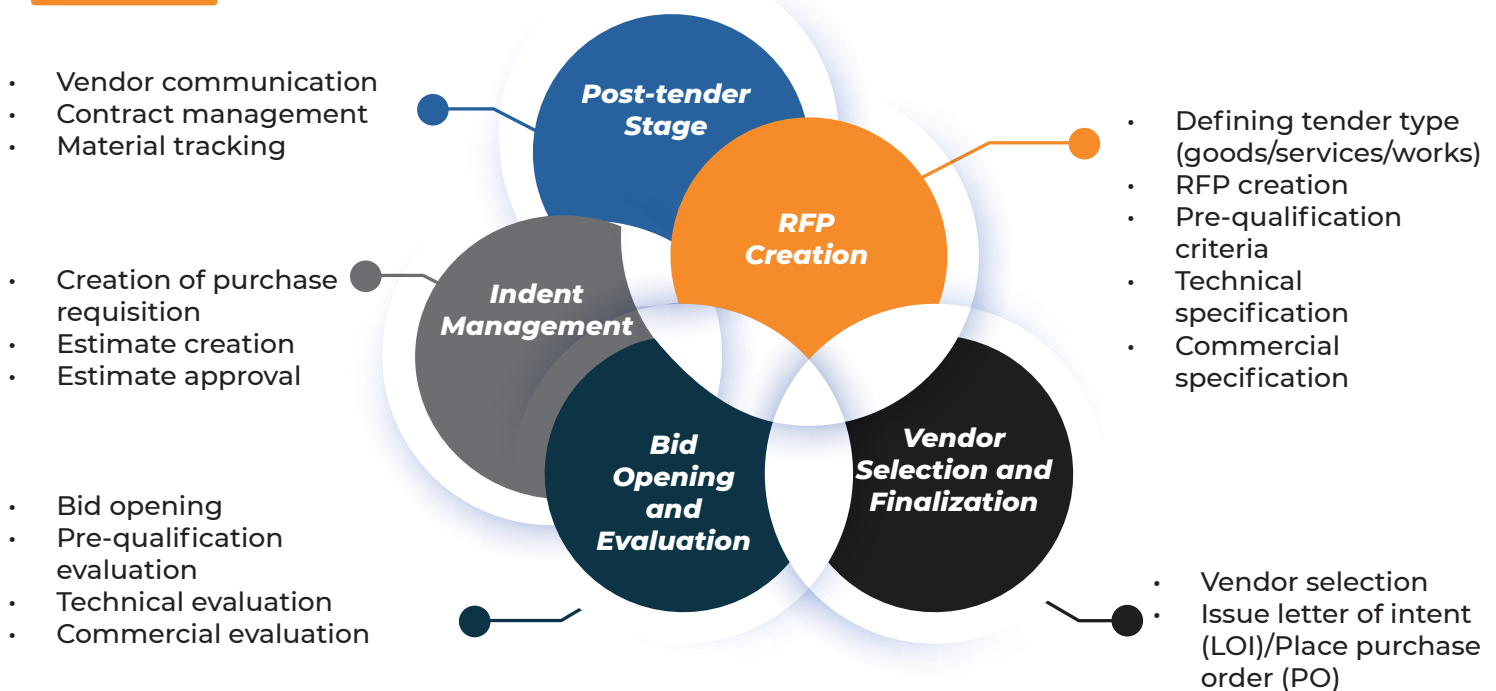 • Vendor communication
• Contract management
• Material tracking
Post-tender
Stage
• Defining tender type
(goods/services/works)
• RFP creation
• Pre-qualification
criteria
• Technical
specification
• Commercial
specification
RFP
Creation
• Creation of purchase
requisition
• Estimate creation
• Estimate approval
Indent
Management
• Bid opening
• Pre-qualification
evaluation
• Technical evaluation
• Commercial evaluation
Bid
Opening
and
Evaluation
Vendor
Selection and
Finalization
• Vendor selection
• Issue letter of intent
(LOI)/Place purchase
order (PO)